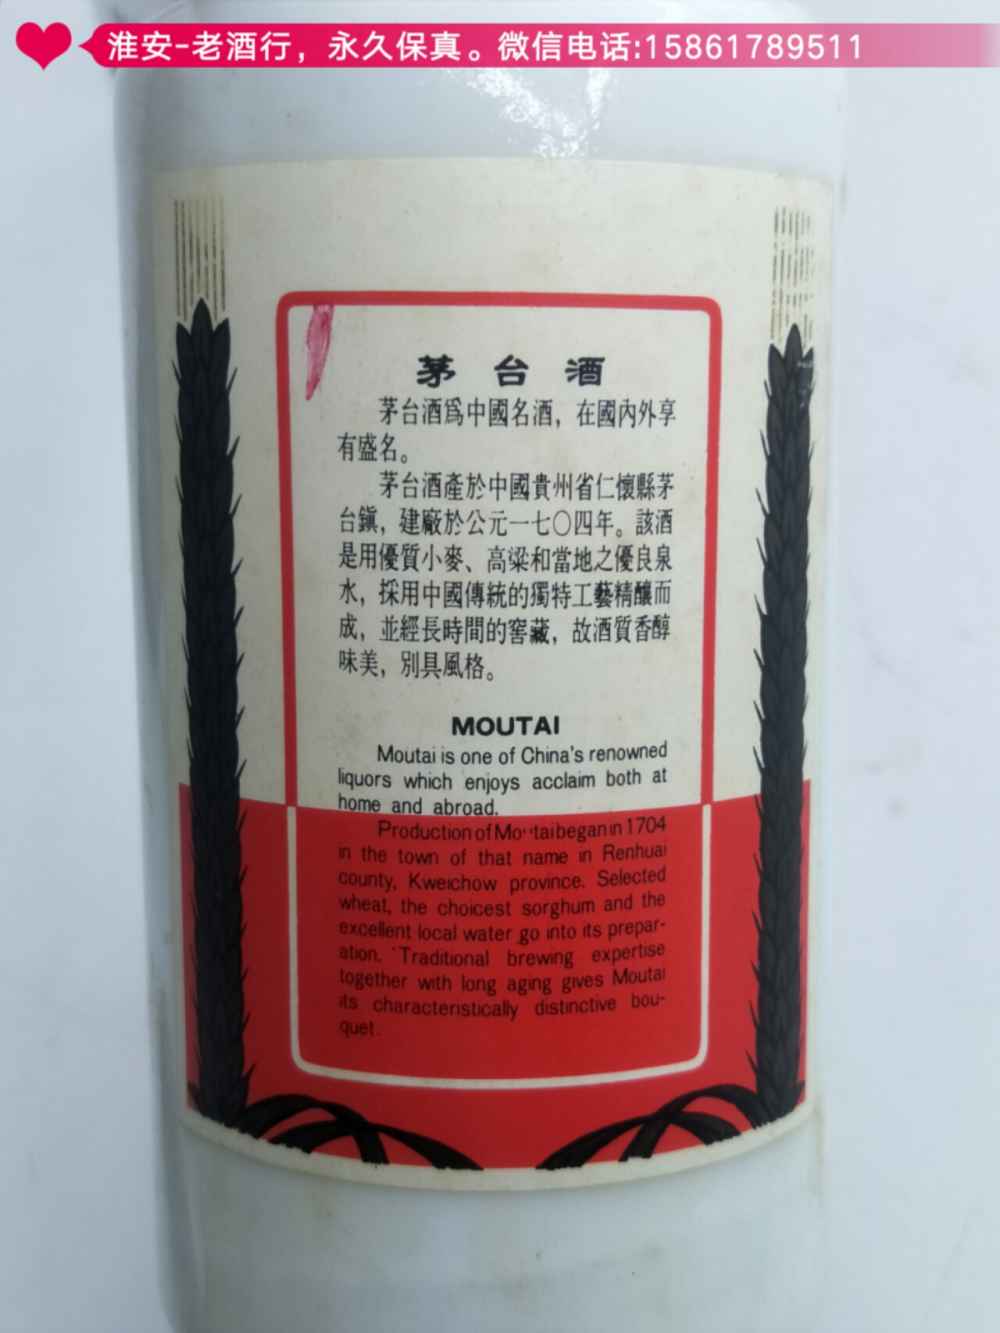 淮安-老酒行，永久保真。微信电话:15861789511
茅台酒
茅台酒爲中國名酒，在國內外享
有盛名。
茅台酒產於中國貴州省仁懷縣茅
台鎭，建廠於公元一七〇四年。該酒
是用優質小麥、高粱和當地之優良泉
水，採用中國傳統的獨特工藝精釀而
成，並經長時間的窖藏，故酒質香醇
味美，別具風格。
MOUTAI
Moutai is one of China's renowned
liquors which enjoys acclaim both at
home and abroad.
Production of Moutai began in 1704
in the town of that name in Renhuai
county, Kweichow province. Selected
wheat, the choicest sorghum and the
excellent local water go into its prepar-
ation. Traditional brewing expertise
together with long aging gives Moutai
its characteristically distinctive bou-
quet.